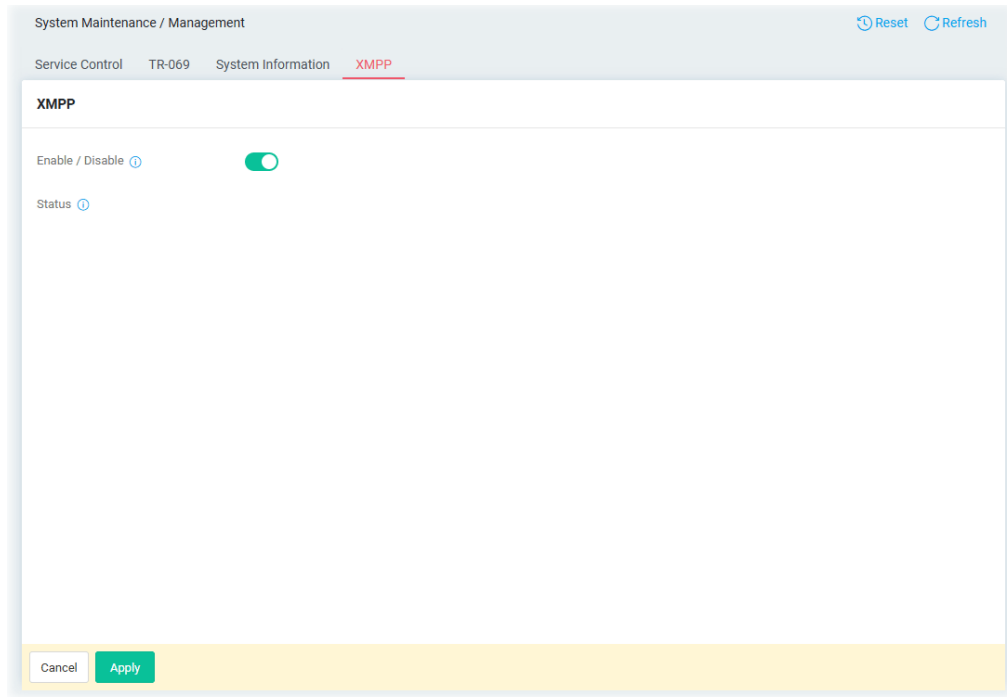 System Maintenance / Management
Reset Refresh
Service Control TR-069 System Information XMPP
XMPP
Enable / Disable
Status
Cancel Apply